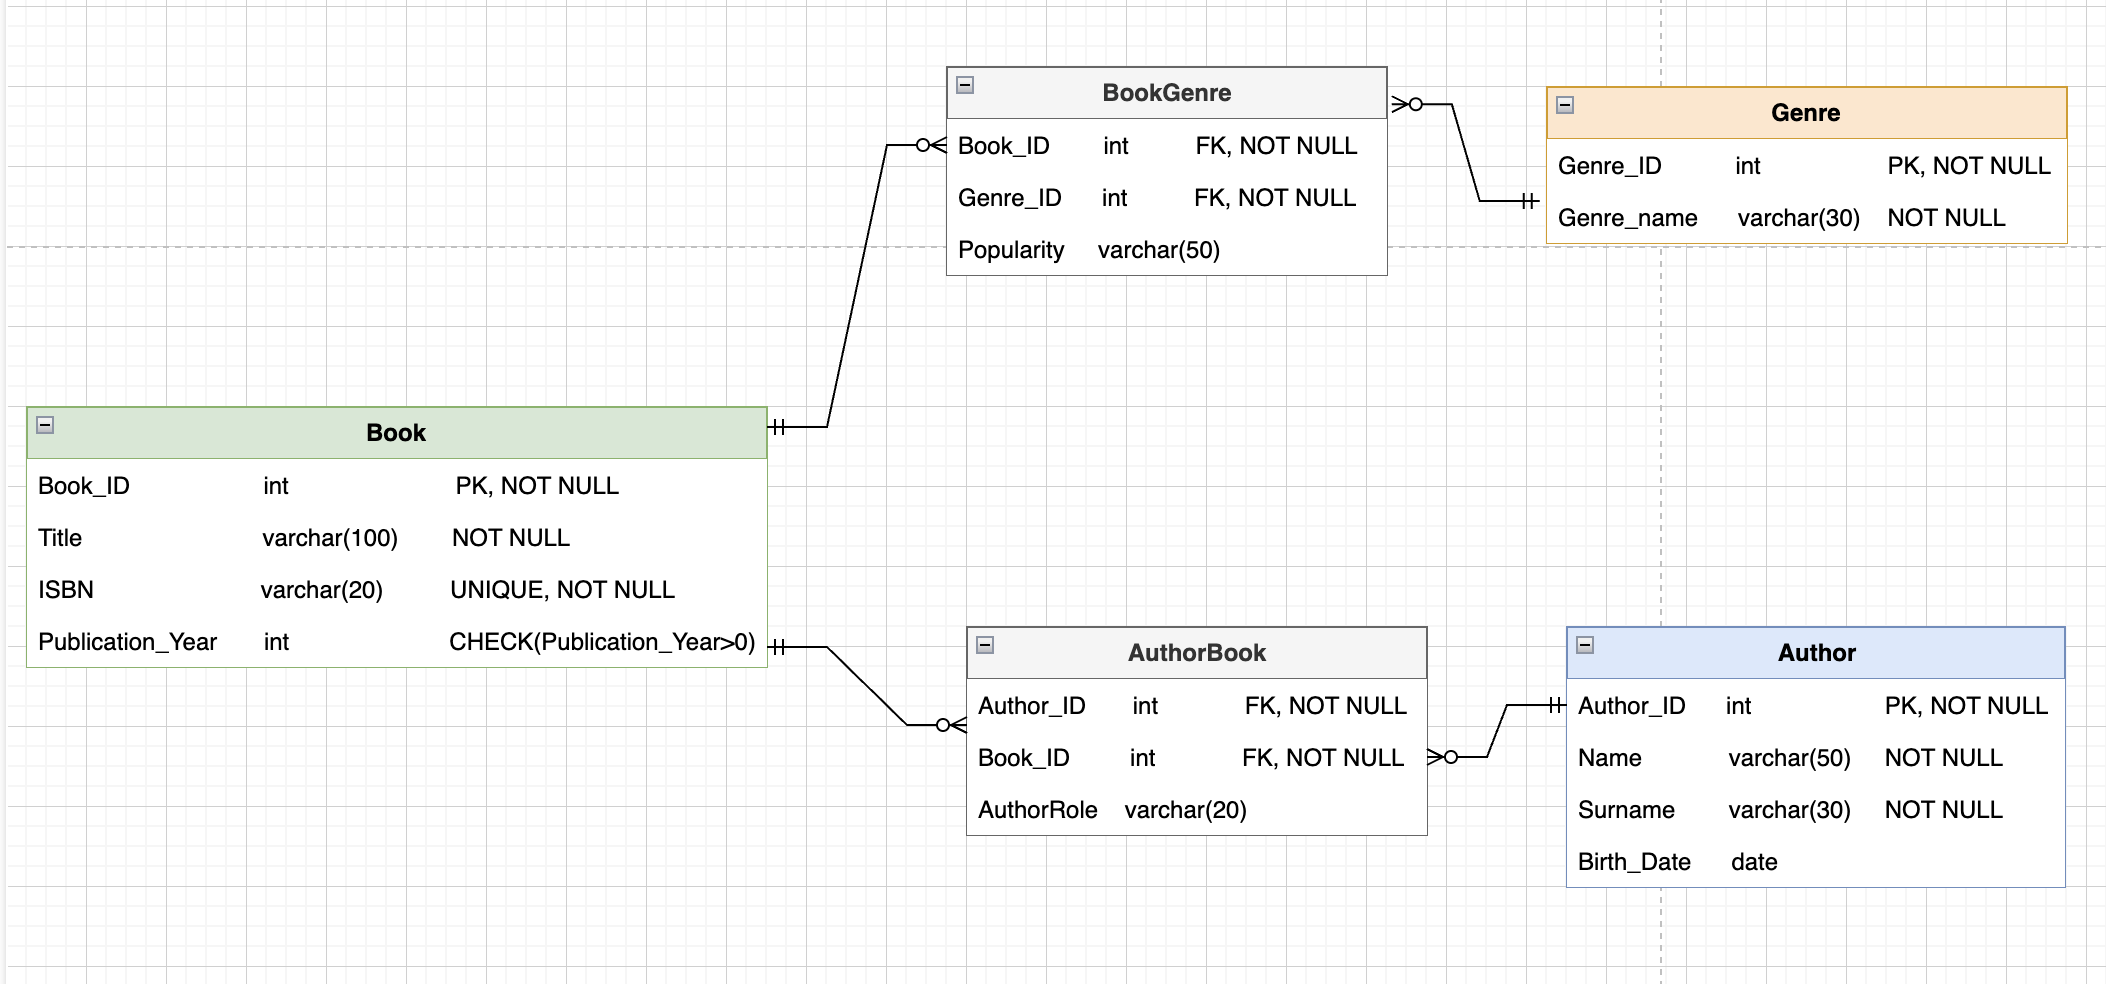 BookGenre
Book_ID int FK, NOT NULL
Genre_ID int FK, NOT NULL
Popularity varchar(50)
Genre
Genre_ID int PK, NOT NULL
Genre_name varchar(30) NOT NULL
Book
Book_ID int PK, NOT NULL
Title varchar(100) NOT NULL
ISBN varchar(20) UNIQUE, NOT NULL
Publication_Year int CHECK(Publication_Year>0)
AuthorBook
Author_ID int FK, NOT NULL
Book_ID int FK, NOT NULL
AuthorRole varchar(20)
Author
Author_ID int PK, NOT NULL
Name varchar(50) NOT NULL
Surname varchar(30) NOT NULL
Birth_Date date